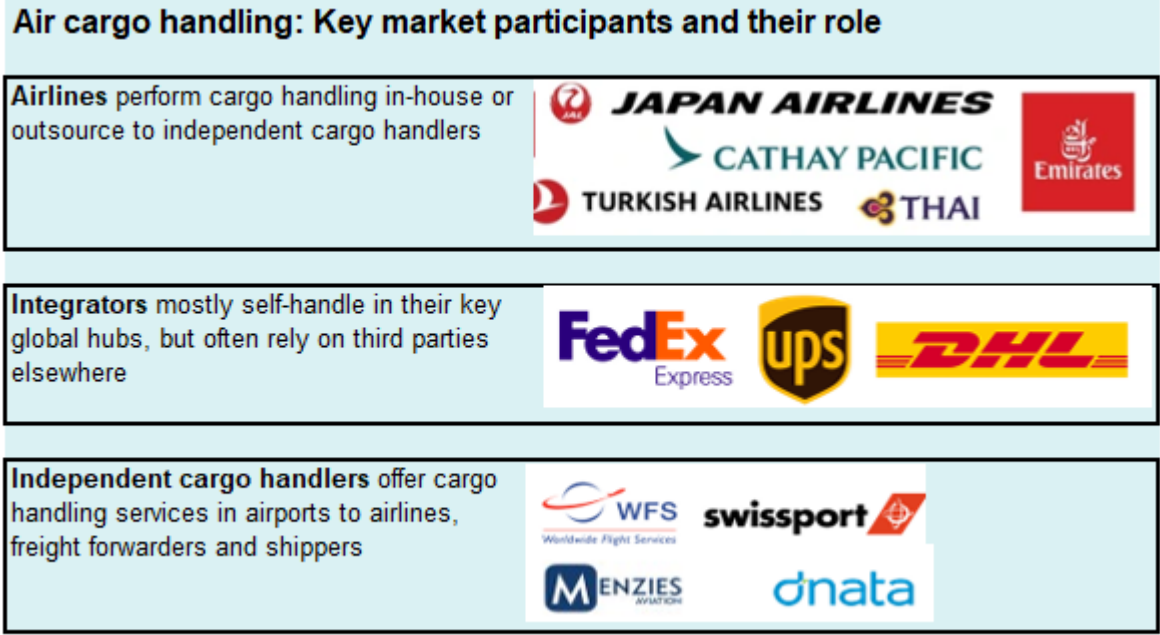 Air cargo handling: Key market participants and their role
Airlines perform cargo handling in-house or
outsource to independent cargo handlers
JAL
JAPAN AIRLINES
CATHAY PACIFIC
TURKISH AIRLINES
THAI
Emirates
Integrators mostly self-handle in their key
global hubs, but often rely on third parties
elsewhere
FedEx
Express
ups
DHL
Independent cargo handlers offer cargo
handling services in airports to airlines,
freight forwarders and shippers
WFS
Worldwide Flight Services
swissport
MENZIES
AVIATION
dnata